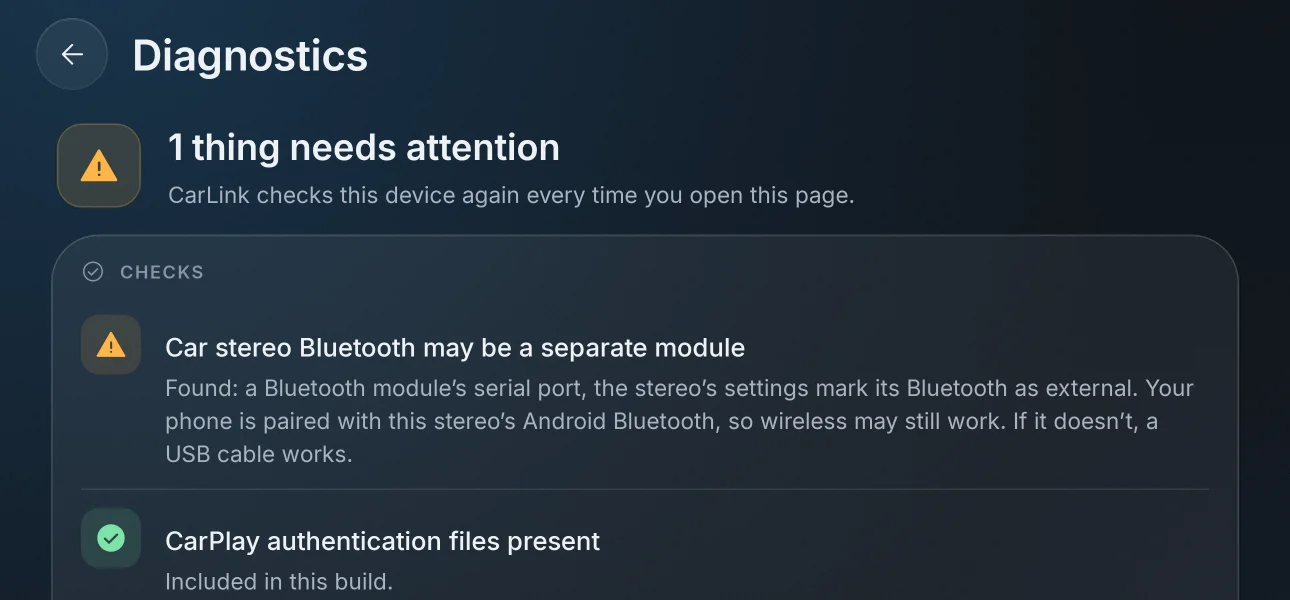 Diagnostics
1 thing needs attention
CarLink checks this device again every time you open this page.
CHECKS
Car stereo Bluetooth may be a separate module
Found: a Bluetooth module’s serial port, the stereo’s settings mark its Bluetooth as external. Your
phone is paired with this stereo’s Android Bluetooth, so wireless may still work. If it doesn’t, a
USB cable works.
CarPlay authentication files present
Included in this build.